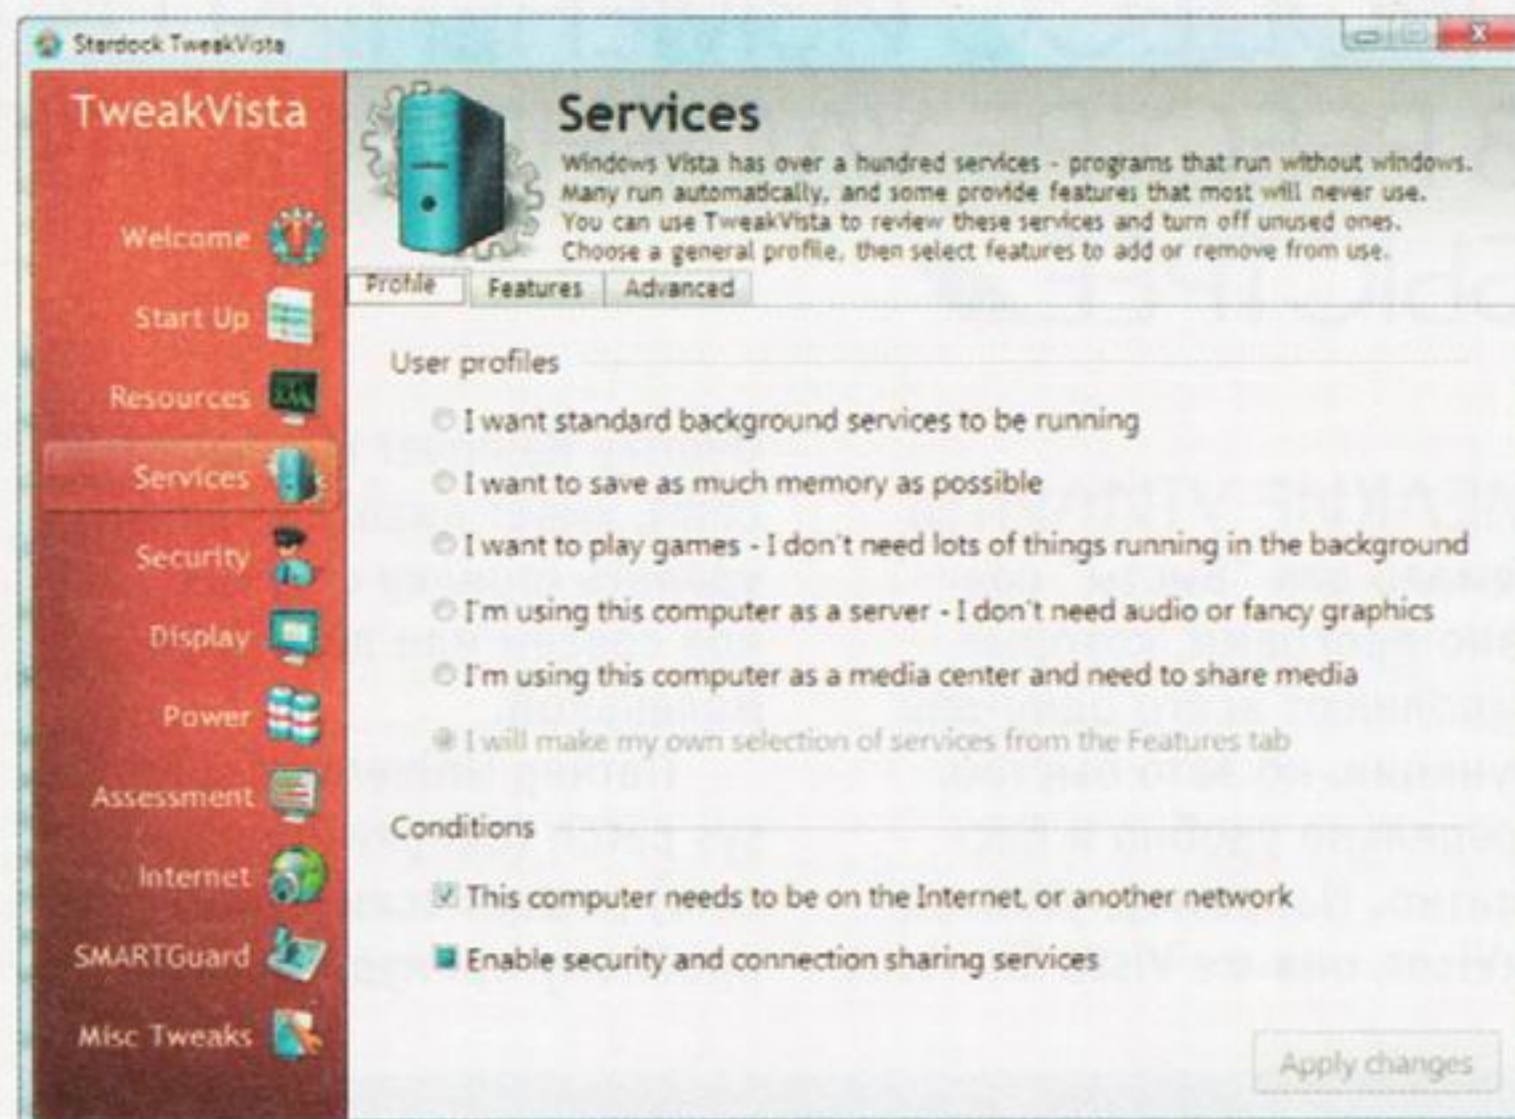 Stardock TweakVista
TweakVista
Welcome
Start Up
Resources
Services
Security
Display
Power
Assessment
Internet
SMARTGuard
Misc Tweaks
Services
Windows Vista has over a hundred services - programs that run without windows.
Many run automatically, and some provide features that most will never use.
You can use TweakVista to review these services and turn off unused ones.
Choose a general profile, then select features to add or remove from use.
Profile
Features
Advanced
User profiles
I want standard background services to be running
I want to save as much memory as possible
I want to play games - I don't need lots of things running in the background
I'm using this computer as a server - I don't need audio or fancy graphics
I'm using this computer as a media center and need to share media
I will make my own selection of services from the Features tab
Conditions
This computer needs to be on the Internet, or another network
Enable security and connection sharing services
Apply changes